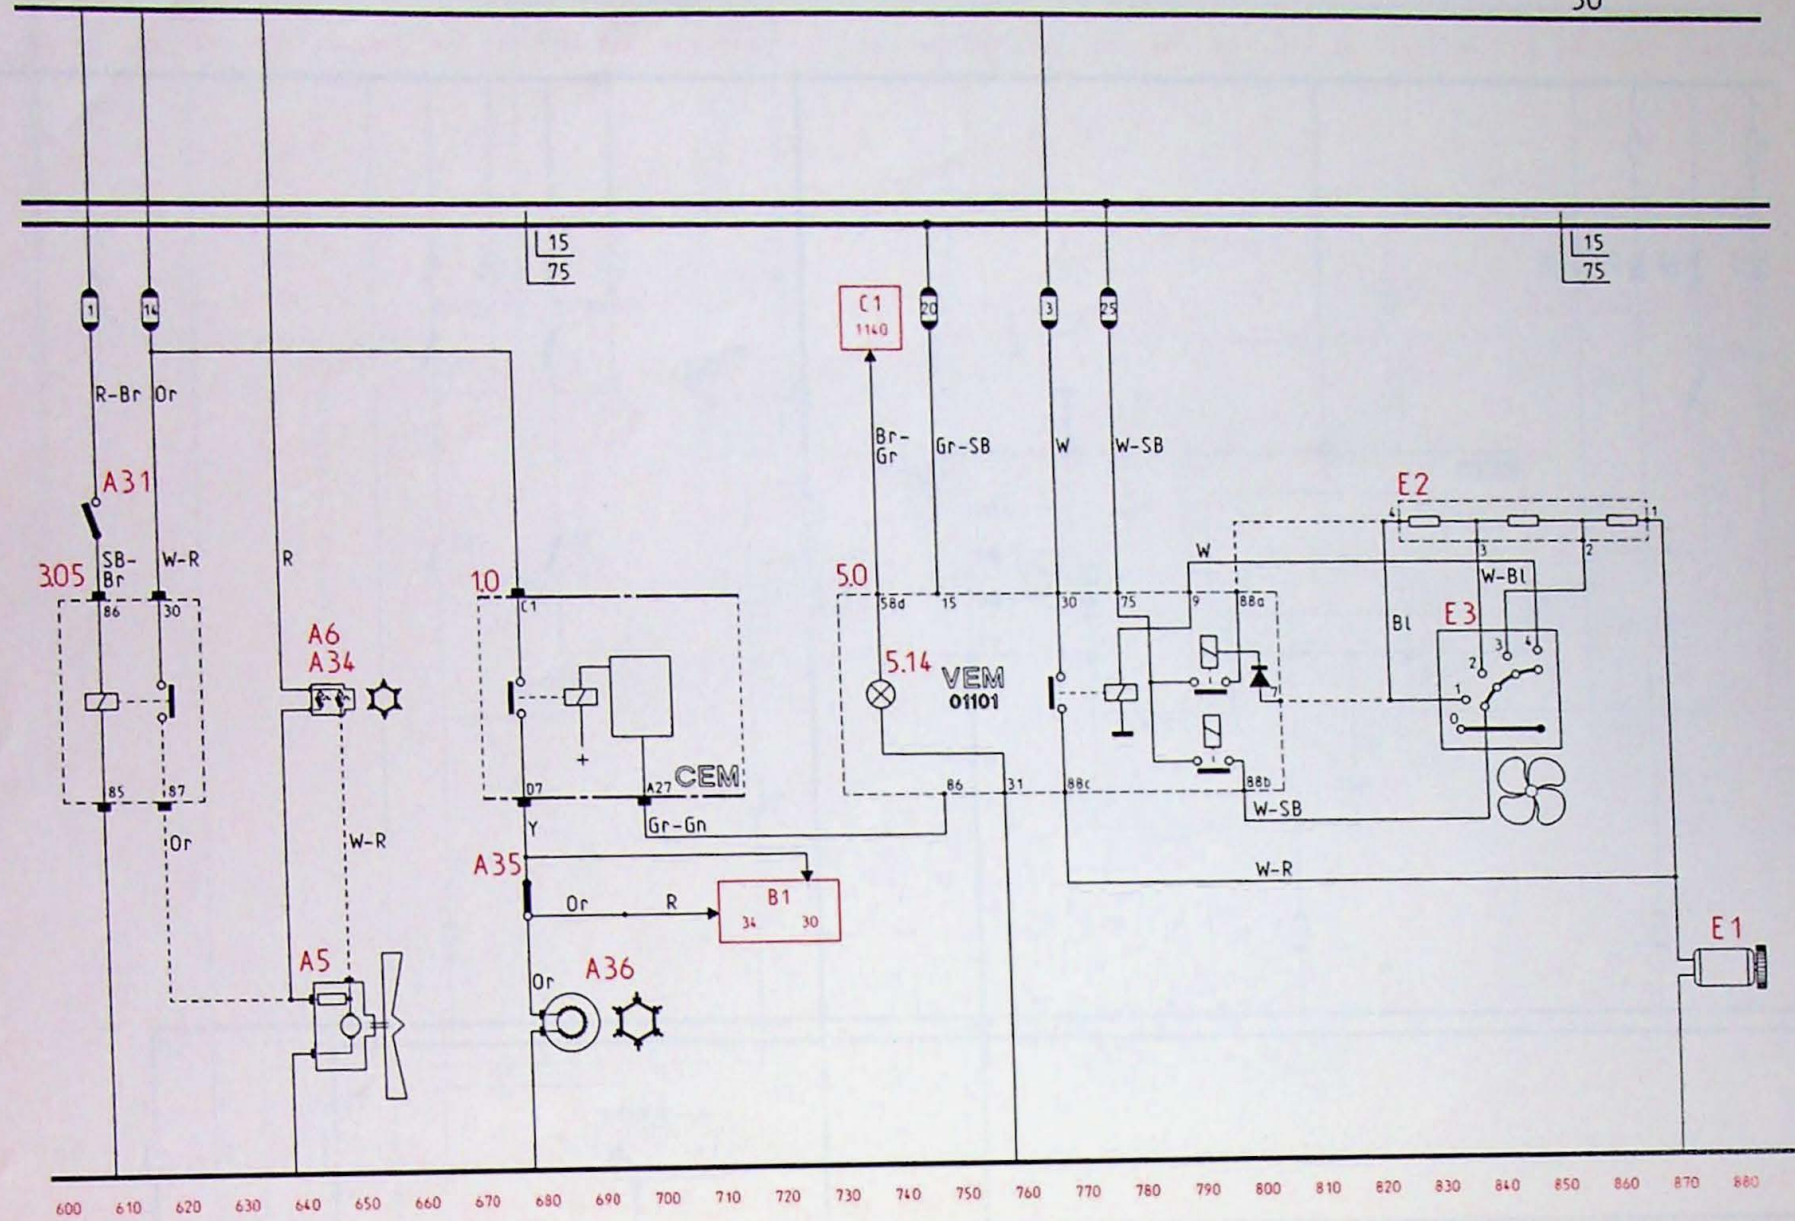 30
15
75
15
75
1
14
C1
1140
20
3
25
R-Br
Or
Br-
Gr
Gr-SB
W
W-SB
A31
E2
4
1
3
2
SB-
Br
W-R
R
3.05
1.0
5.0
W
W-Bl
86
30
C1
58d
15
30
75
9
88a
Bl
E3
A6
A34
5.14
VEM
01101
3
4
2
1
0
7
+
CEM
85
87
D7
A27
86
31
88c
88b
W-SB
Or
W-R
Y
Gr-Gn
A35
W-R
Or
R
B1
34
30
E1
A5
A36
Or
600
610
620
630
640
650
660
670
680
690
700
710
720
730
740
750
760
770
780
790
800
810
820
830
840
850
860
870
880